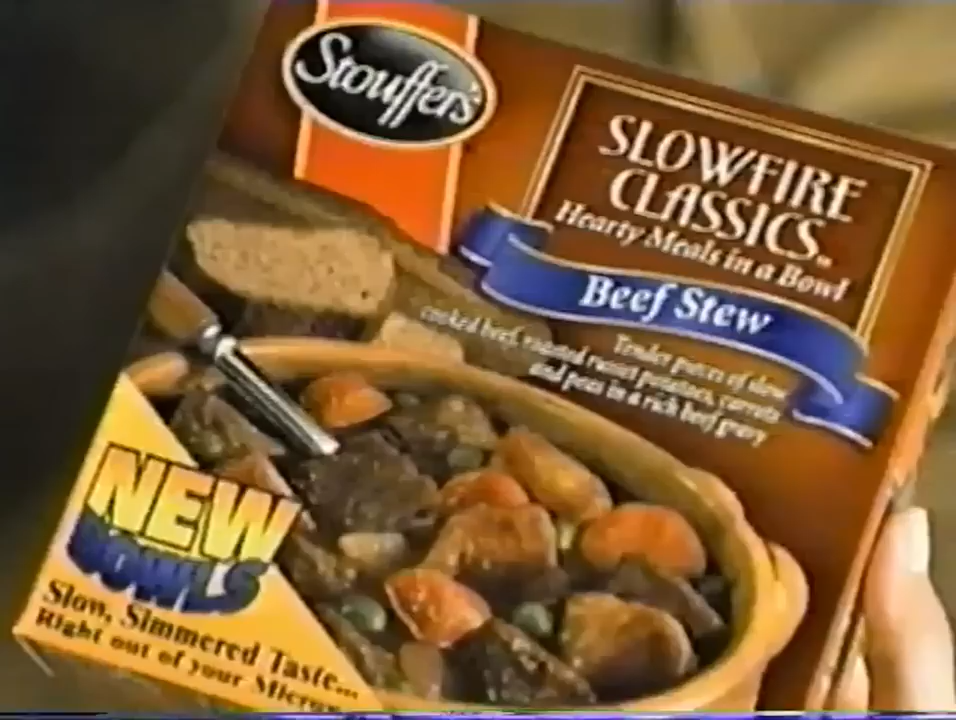 Stouffer's
SLOWFIRE
CLASSICS™
Hearty Meals in a Bowl
Beef Stew
Tender pieces of slow
cooked beef, roasted russet potatoes, carrots
and peas in a rich beef gravy
NEW
BOWLS
Slow, Simmered Taste...
Right out of your